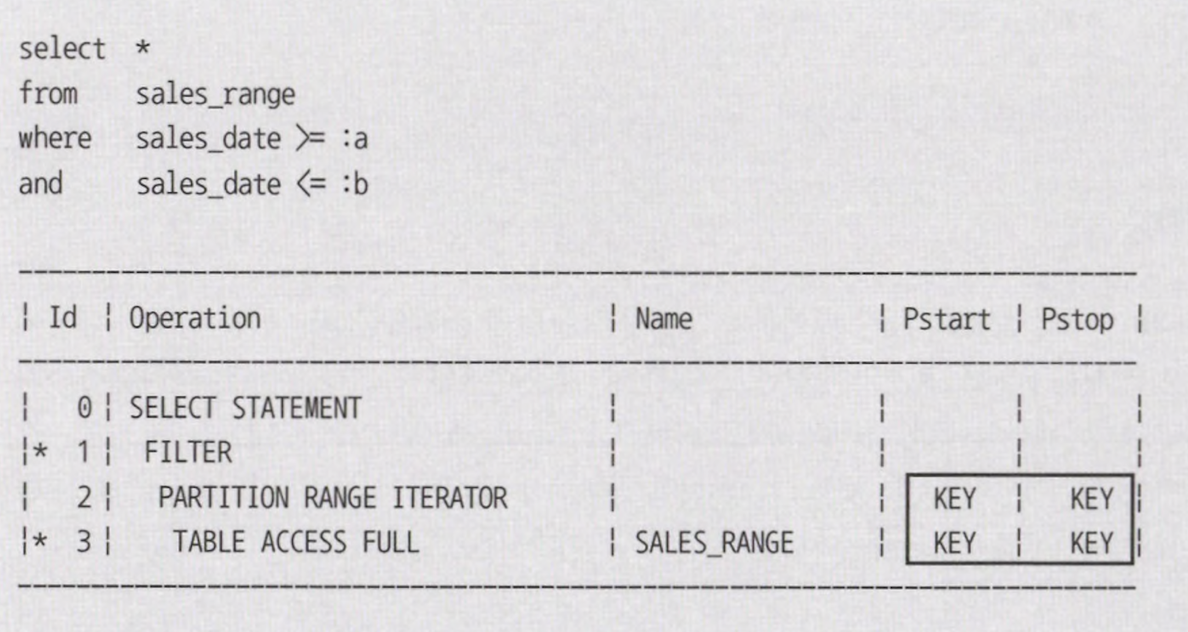 select  *
from    sales_range
where   sales_date >= :a
and     sales_date <= :b
--------------------------------------------------------------
| Id | Operation | Name | Pstart | Pstop |
--------------------------------------------------------------
| 0 | SELECT STATEMENT | | | |
|* 1 | FILTER | | | |
| 2 | PARTITION RANGE ITERATOR | | KEY | KEY |
|* 3 | TABLE ACCESS FULL | SALES_RANGE | KEY | KEY |
--------------------------------------------------------------